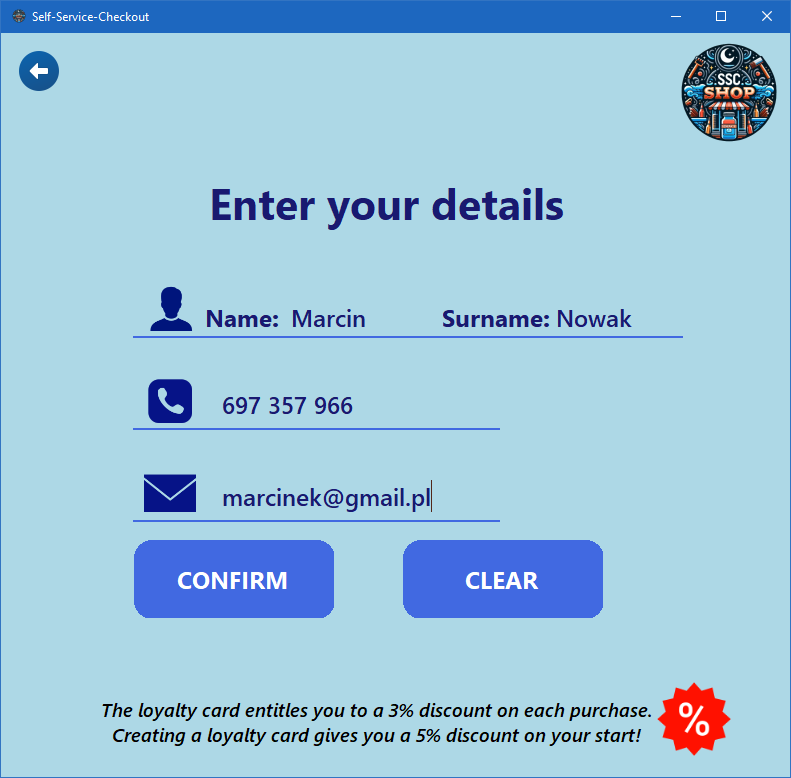 Self-Service-Checkout
SSC
SHOP
Enter your details
Name: Marcin Surname: Nowak
697 357 966
marcinek@gmail.pl
CONFIRM CLEAR
The loyalty card entitles you to a 3% discount on each purchase.
Creating a loyalty card gives you a 5% discount on your start!
%